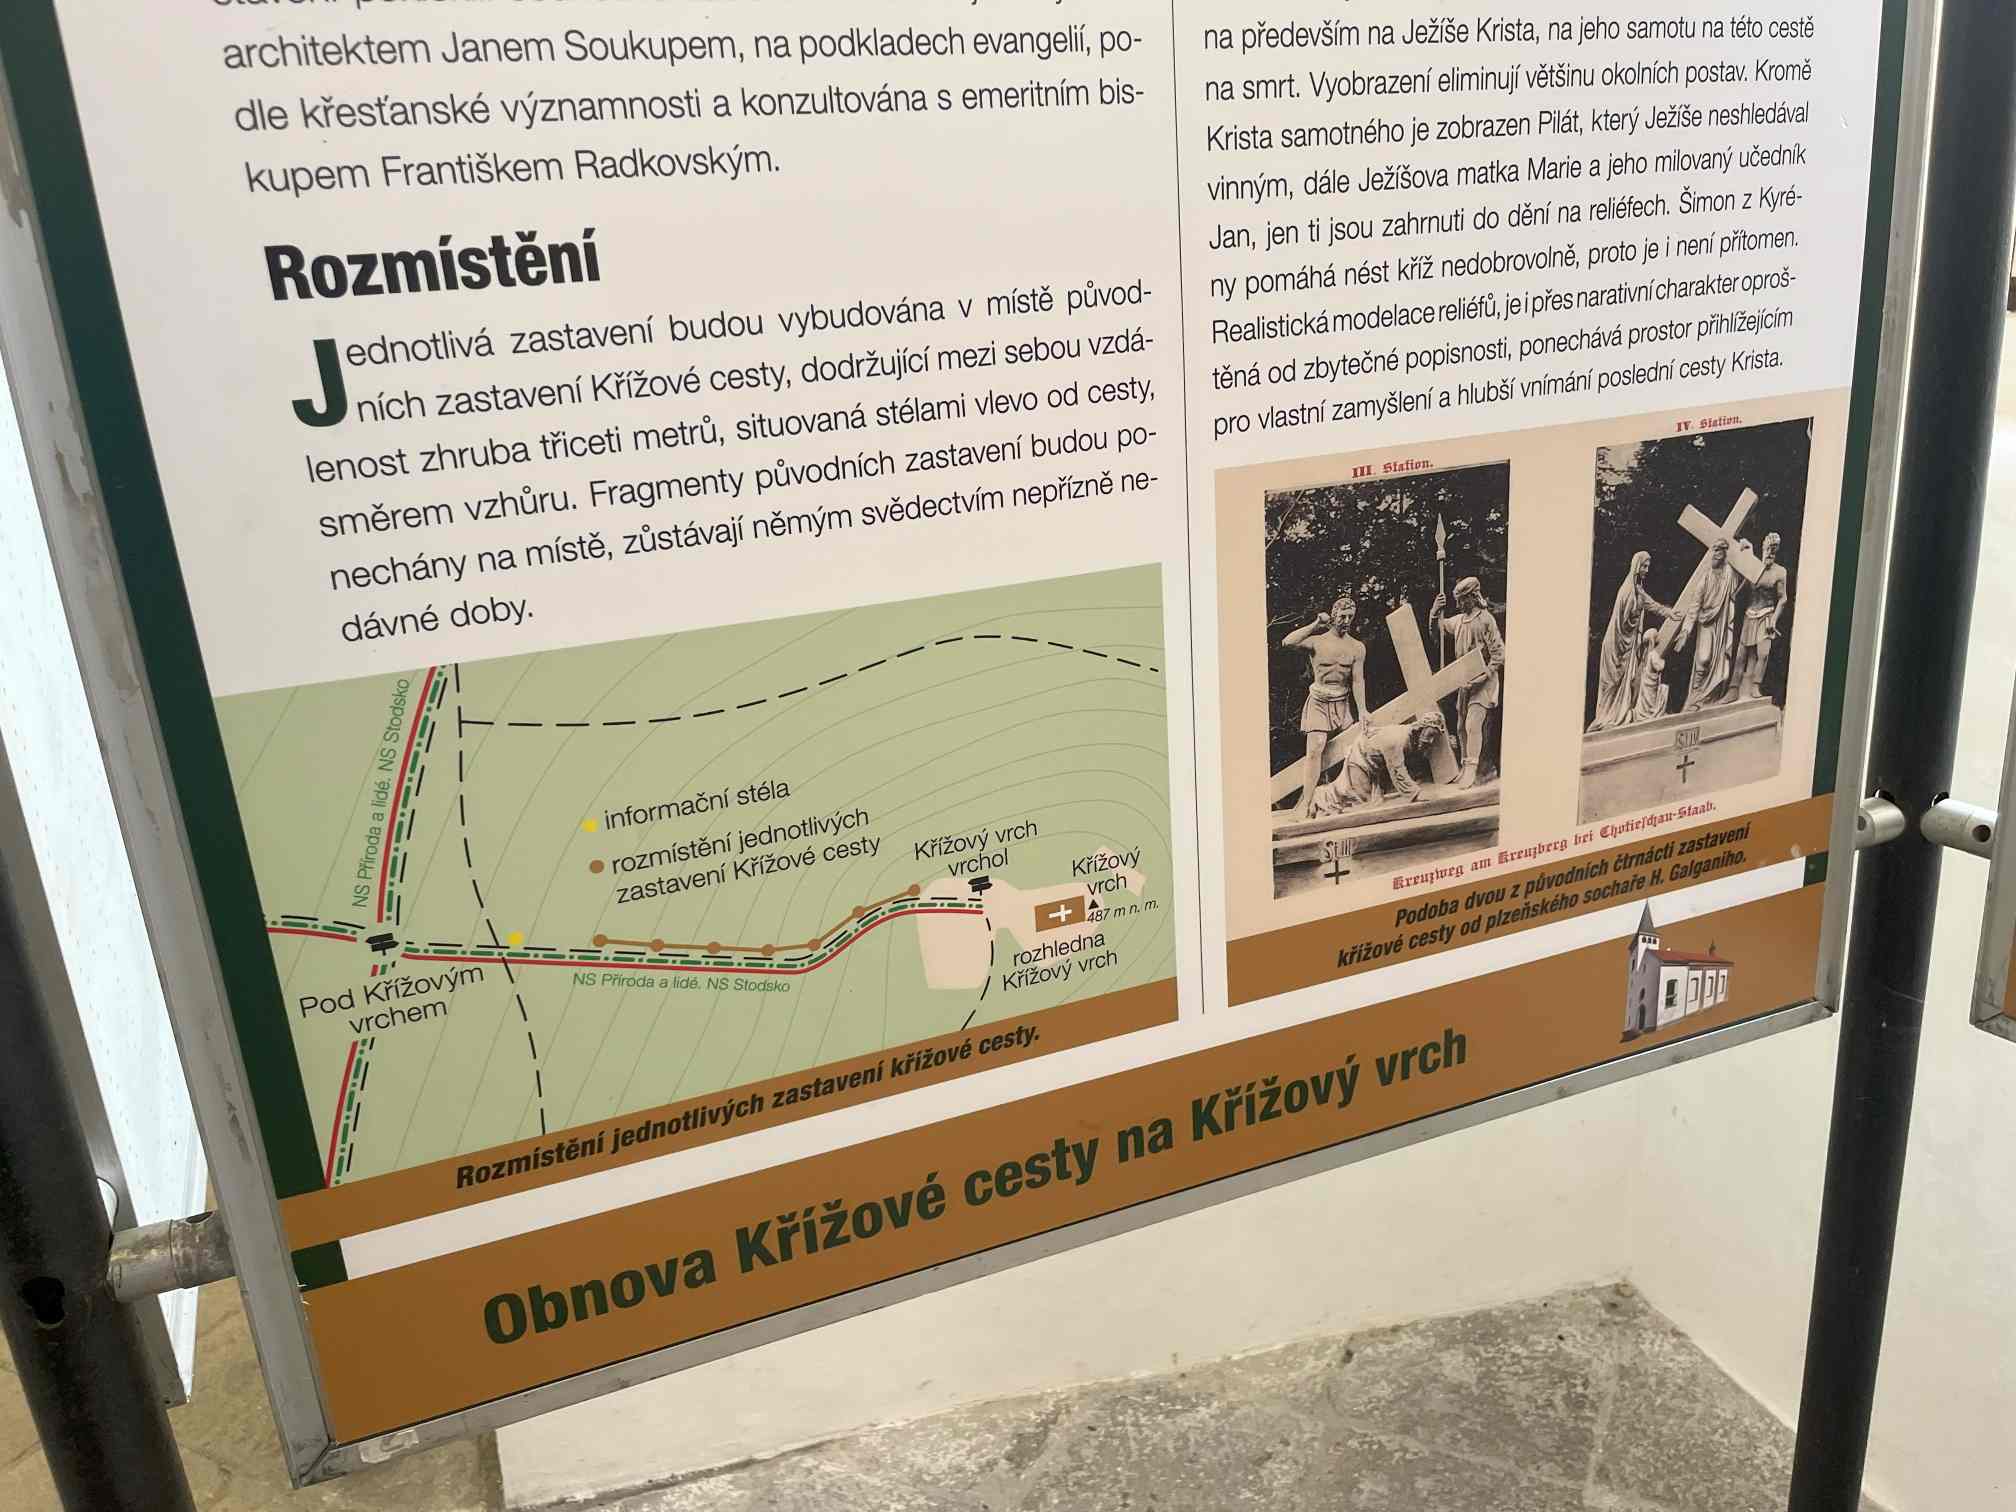 architektem Janem Soukupem, na podkladech evangelií, po-
dle křesťanské významnosti a konzultována s emeritním bis-
kupem Františkem Radkovským.
Rozmístění
Jednotlivá zastavení budou vybudována v místě původ-
ních zastavení Křížové cesty, dodržující mezi sebou vzdá-
lenost zhruba třiceti metrů, situovaná stélami vlevo od cesty,
směrem vzhůru. Fragmenty původních zastavení budou po-
nechány na místě, zůstávají němým svědectvím nepřízně ne-
dávné doby.
NS Příroda a lidé. NS Stodsko
informační stéla
rozmístění jednotlivých
zastavení Křížové cesty
Křížový vrch
vrchol
Křížový
vrch
487 m n. m.
rozhledna
Křížový vrch
NS Příroda a lidé. NS Stodsko
Pod Křížovým
vrchem
Rozmístění jednotlivých zastavení křížové cesty.
na především na Ježíše Krista, na jeho samotu na této cestě
na smrt. Vyobrazení eliminují většinu okolních postav. Kromě
Krista samotného je zobrazen Pilát, který Ježíše neshledával
vinným, dále Ježíšova matka Marie a jeho milovaný učedník
Jan, jen ti jsou zahrnuti do dění na reliéfech. Šimon z Kyré-
ny pomáhá nést kříž nedobrovolně, proto je i není přítomen.
Realistická modelace reliéfů, je i přes narativní charakter oproš-
těná od zbytečné popisnosti, ponechává prostor přihlížejícím
pro vlastní zamyšlení a hlubší vnímání poslední cesty Krista.
III. Station.
IV. Station.
St III
St IV
Kreuzweg am Kreuzberg bei Chotieschau-Staab.
Podoba dvou z původních čtrnácti zastavení
křížové cesty od plzeňského sochaře H. Galganiho.
Obnova Křížové cesty na Křížový vrch